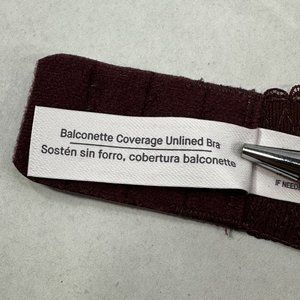 Balconette Coverage Unlined Bra
Sostén sin forro, cobertura balconette
IF NEED